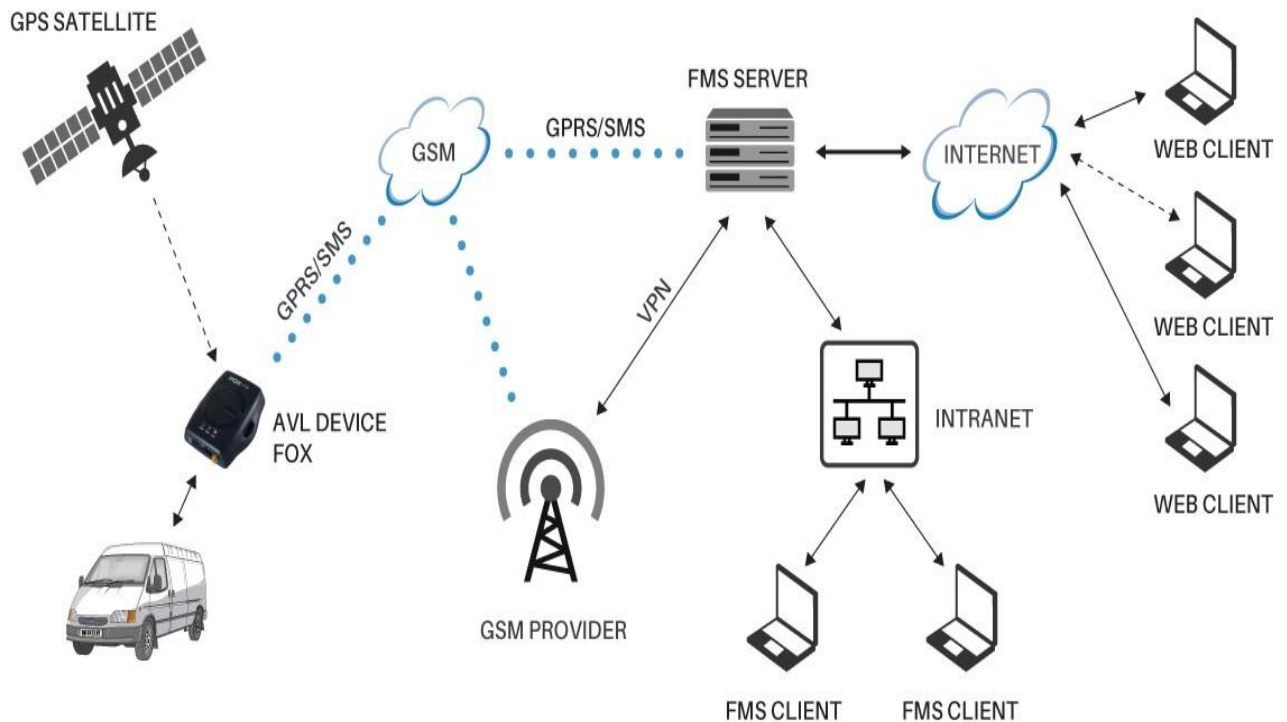 GPS SATELLITE
FMS SERVER
GPRS/SMS
GSM
INTERNET
WEB CLIENT
GPRS/SMS
VPN
WEB CLIENT
AVL DEVICE
FOX
INTRANET
WEB CLIENT
GSM PROVIDER
FMS CLIENT
FMS CLIENT